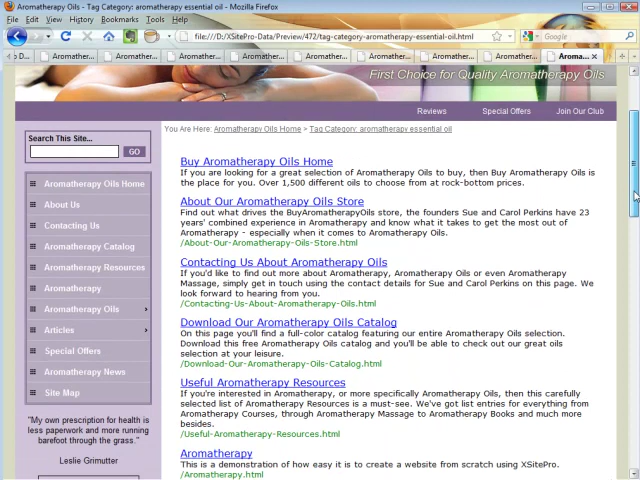 Aromatherapy Oils - Tag Category: aromatherapy essential oil - Mozilla Firefox
File Edit View History Bookmarks Tools Help
file:///D:/XSitePro-Data/Preview/472/tag-category-aromatherapy-essential-oil.html
Google
Aromatherapy ... Aromatherapy ... Aromatherapy ... Aromatherapy ... Aromatherapy ... Aromatherapy ... Aromatherapy ... Aroma...
First Choice for Quality Aromatherapy Oils
Reviews Special Offers Join Our Club
You Are Here: Aromatherapy Oils Home > Tag Category: aromatherapy essential oil
Search This Site...
GO
Aromatherapy Oils Home
About Us
Contacting Us
Aromatherapy Catalog
Aromatherapy Resources
Aromatherapy
Aromatherapy Oils
Articles
Special Offers
Aromatherapy News
Site Map
"My own prescription for health is
less paperwork and more running
barefoot through the grass."
Leslie Grimutter
Buy Aromatherapy Oils Home
If you are looking for a great selection of Aromatherapy Oils to buy, then Buy Aromatherapy Oils is
the place for you. Over 1,500 different oils to choose from at rock-bottom prices.
About Our Aromatherapy Oils Store
Find out what drives the BuyAromatherapyOils store, the founders Sue and Carol Perkins have 23
years' combined experience in Aromatherapy and know what it takes to get the most out of
Aromatherapy - especially when it comes to Aromatherapy Oils.
/About-Our-Aromatherapy-Oils-Store.html
Contacting Us About Aromatherapy Oils
If you'd like to find out more about Aromatherapy, Aromatherapy Oils or even Aromatherapy
Massage, simply get in touch using the contact details for Sue and Carol Perkins on this page. We
look forward to hearing from you.
/Contacting-Us-About-Aromatherapy-Oils.html
Download Our Aromatherapy Oils Catalog
On this page you'll find a full-color catalog featuring our entire Aromatherapy Oils selection.
Download this free Aromatherapy Oils catalog and you'll be able to check out our great oils
selection at your leisure.
/Download-Our-Aromatherapy-Oils-Catalog.html
Useful Aromatherapy Resources
If you're interested in Aromatherapy, or more specifically Aromatherapy Oils, then this carefully
selected list of Aromatherapy Resources is a must-see. We've got list entries for everything from
Aromatherapy Courses, through Aromatherapy Massage to Aromatherapy Books and much more
besides.
/Useful-Aromatherapy-Resources.html
Aromatherapy
This is a demonstration of how easy it is to create a website from scratch using XSitePro.
/Aromatherapy.html